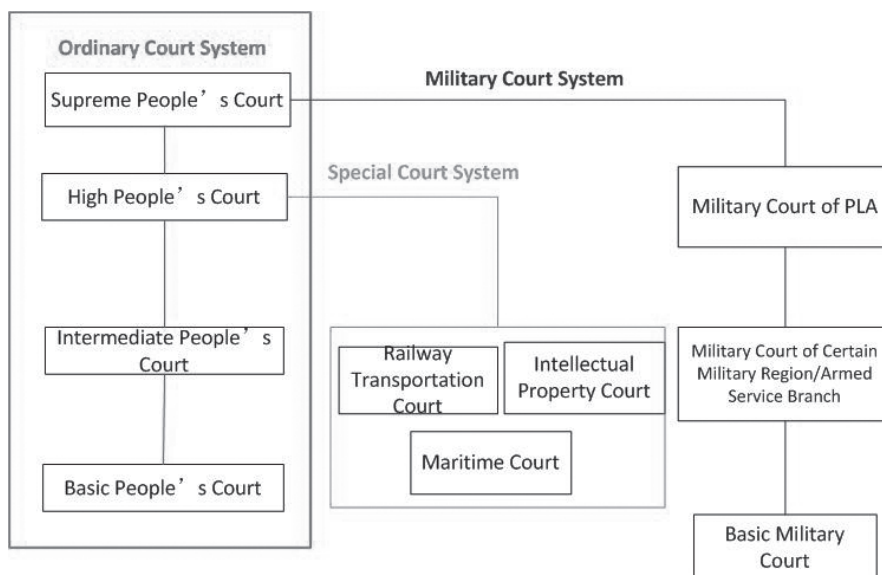 Ordinary Court System
Supreme People’s Court
Military Court System
High People’s Court
Special Court System
Military Court of PLA
Intermediate People’s
Court
Railway
Transportation
Court
Intellectual
Property Court
Military Court of Certain
Military Region/Armed
Service Branch
Maritime Court
Basic People’s Court
Basic Military
Court